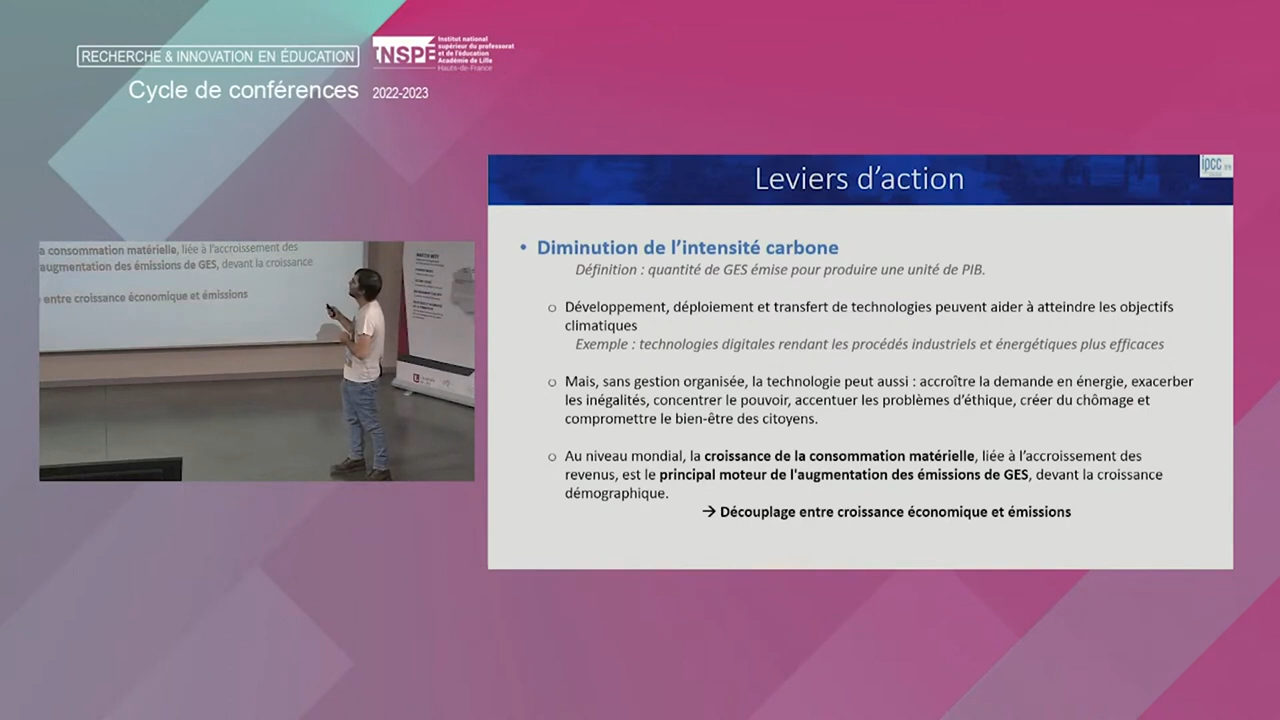 RECHERCHE & INNOVATION EN ÉDUCATION
INSPÉ
Institut national
supérieur du professorat
et de l'éducation
Académie de Lille
Hauts-de-France
Cycle de conférences 2022-2023
Leviers d'action
ipcc
• Diminution de l'intensité carbone
Définition : quantité de GES émise pour produire une unité de PIB.
o Développement, déploiement et transfert de technologies peuvent aider à atteindre les objectifs
climatiques
Exemple : technologies digitales rendant les procédés industriels et énergétiques plus efficaces
o Mais, sans gestion organisée, la technologie peut aussi : accroître la demande en énergie, exacerber
les inégalités, concentrer le pouvoir, accentuer les problèmes d'éthique, créer du chômage et
compromettre le bien-être des citoyens.
o Au niveau mondial, la croissance de la consommation matérielle, liée à l'accroissement des
revenus, est le principal moteur de l'augmentation des émissions de GES, devant la croissance
démographique.
→ Découplage entre croissance économique et émissions
a consommation matérielle, liée à l'accroissement des
augmentation des émissions de GES, devant la croissance
entre croissance économique et émissions